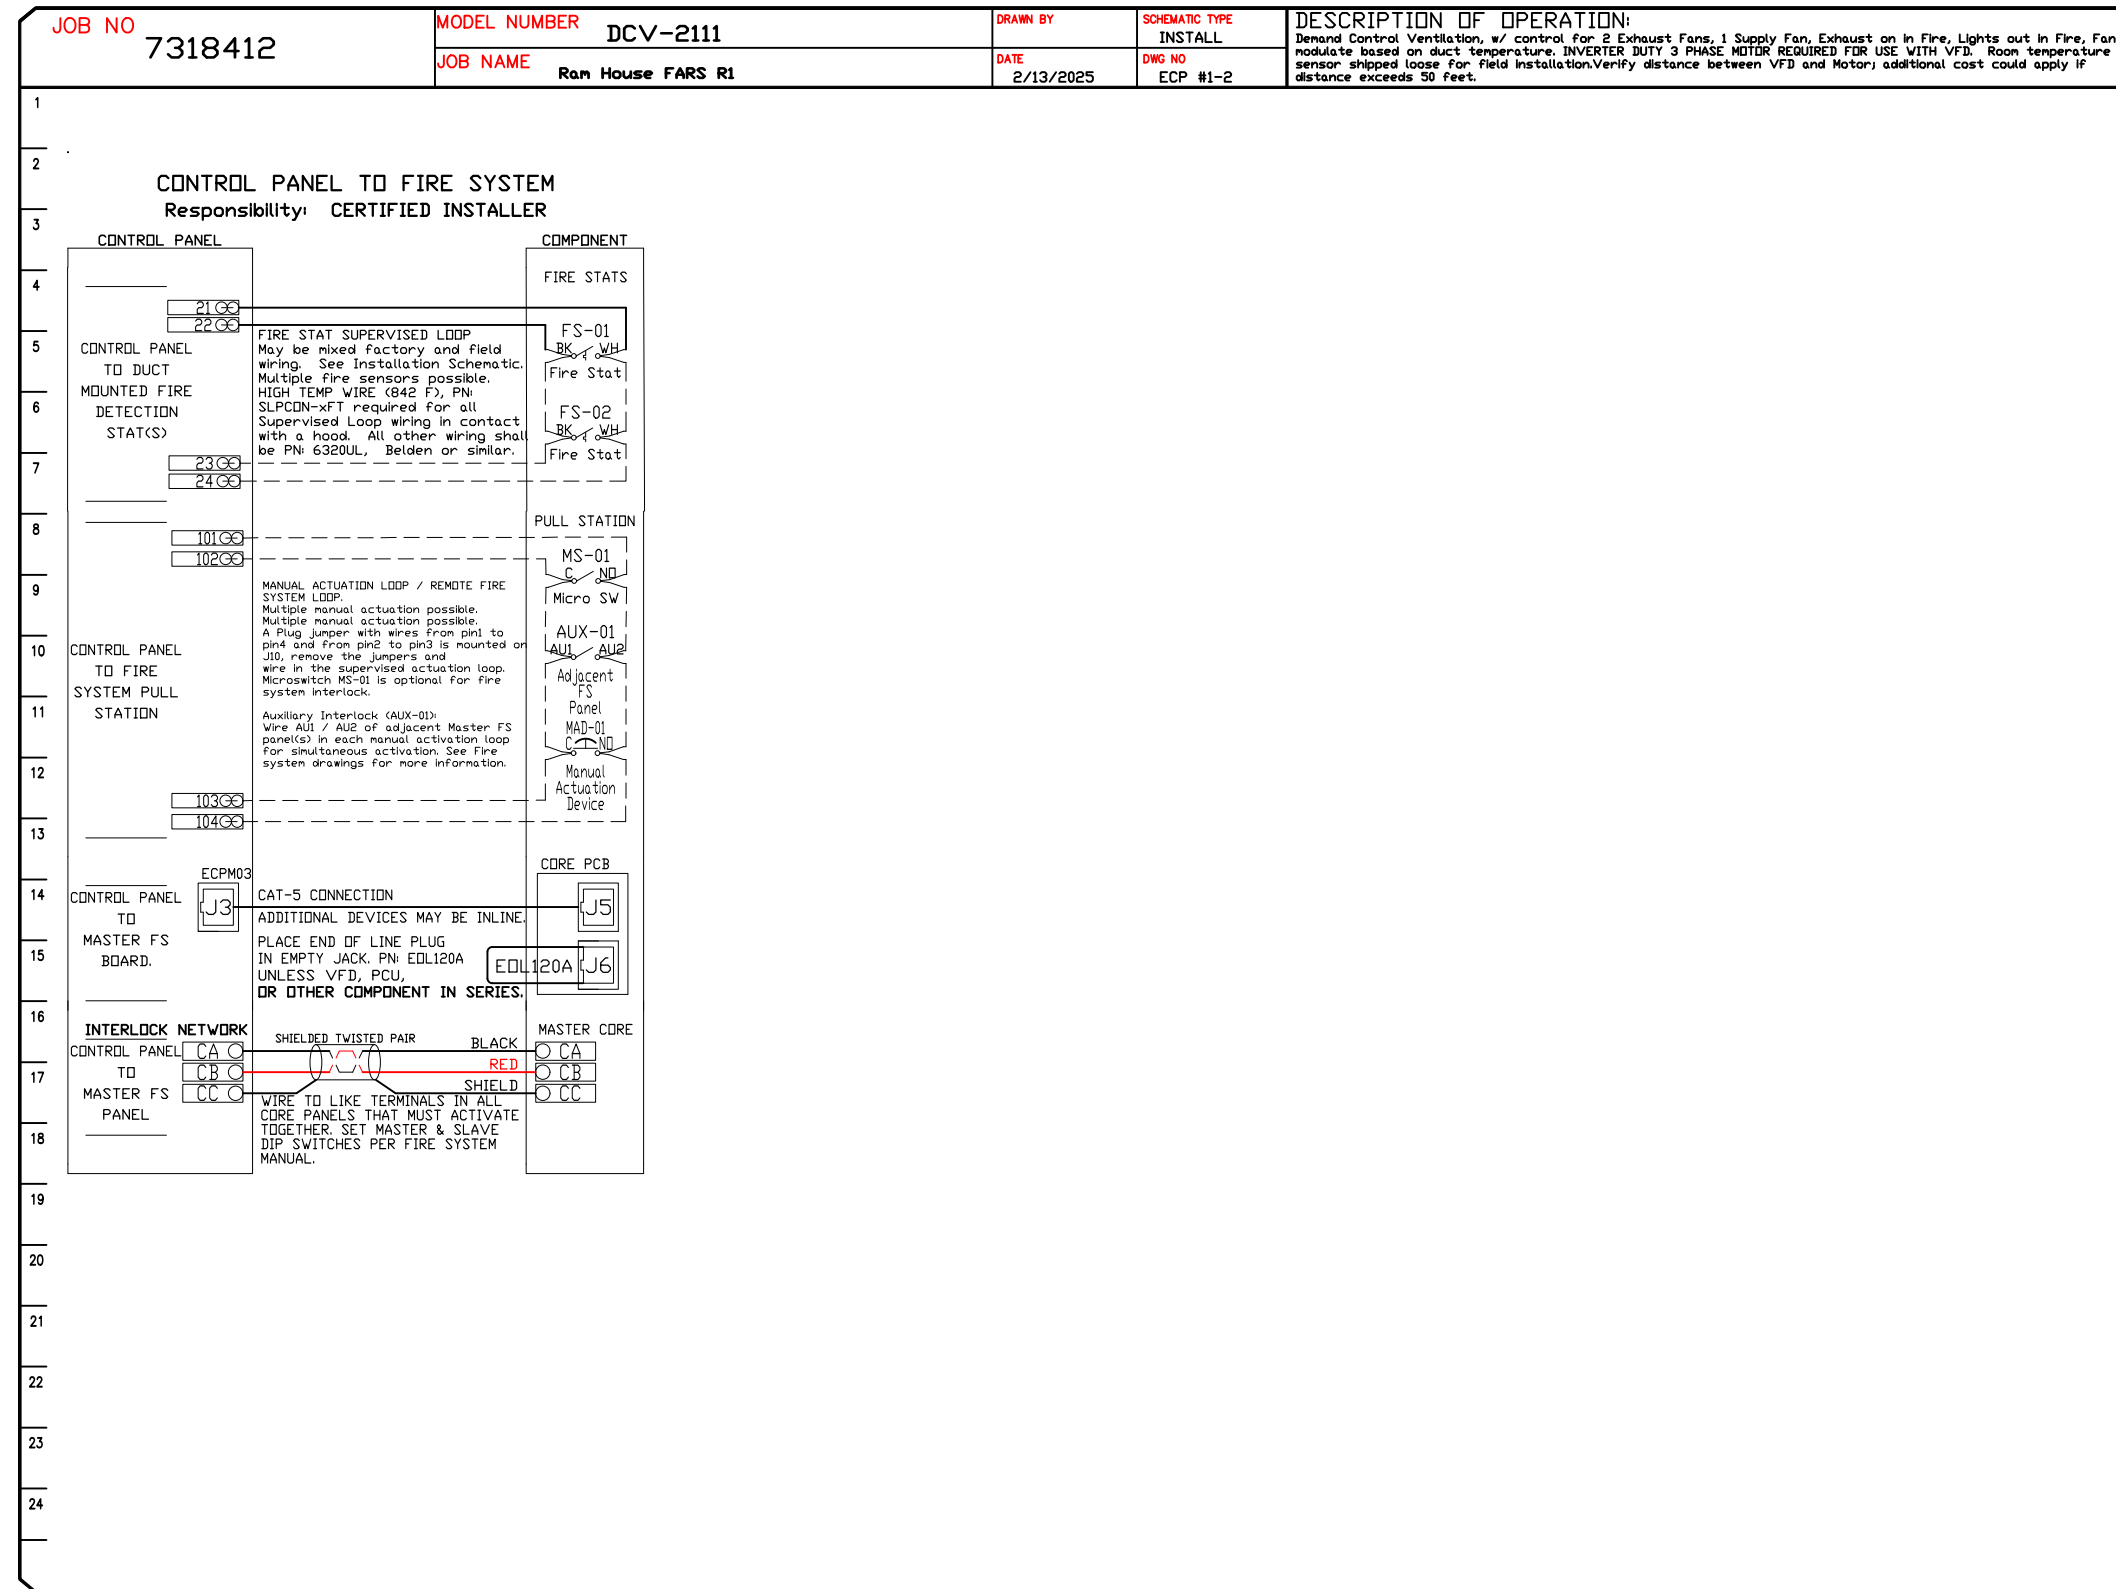 JOB NO
7318412
MODEL NUMBER
DCV-2111
JOB NAME
Ram House FARS R1
DRAWN BY
DATE
2/13/2025
SCHEMATIC TYPE
INSTALL
DWG NO
ECP #1-2
DESCRIPTION OF OPERATION:
Demand Control Ventilation, w/ control for 2 Exhaust Fans, 1 Supply Fan, Exhaust on in Fire, Lights out in Fire, Fan
modulate based on duct temperature. INVERTER DUTY 3 PHASE MOTOR REQUIRED FOR USE WITH VFD. Room temperature
sensor shipped loose for field installation.Verify distance between VFD and Motor; additional cost could apply if
distance exceeds 50 feet.
1
2
3
4
5
6
7
8
9
10
11
12
13
14
15
16
17
18
19
20
21
22
23
24
CONTROL PANEL TO FIRE SYSTEM
Responsibility: CERTIFIED INSTALLER
CONTROL PANEL
COMPONENT
FIRE STATS
21
22
CONTROL PANEL
TO DUCT
MOUNTED FIRE
DETECTION
STAT(S)
23
24
FIRE STAT SUPERVISED LOOP
May be mixed factory and field
wiring. See Installation Schematic.
Multiple fire sensors possible.
HIGH TEMP WIRE (842 F), PN:
SLPCON-xFT required for all
Supervised Loop wiring in contact
with a hood. All other wiring shall
be PN: 6320UL, Belden or similar.
FS-01
BK WH
Fire Stat
FS-02
BK WH
Fire Stat
PULL STATION
101
102
CONTROL PANEL
TO FIRE
SYSTEM PULL
STATION
103
104
MANUAL ACTUATION LOOP / REMOTE FIRE
SYSTEM LOOP.
Multiple manual actuation possible.
Multiple manual actuation possible.
A Plug jumper with wires from pin1 to
pin4 and from pin2 to pin3 is mounted on
J10, remove the jumpers and
wire in the supervised actuation loop.
Microswitch MS-01 is optional for fire
system interlock.
Auxiliary Interlock (AUX-01):
Wire AU1 / AU2 of adjacent Master FS
panel(s) in each manual activation loop
for simultaneous activation. See Fire
system drawings for more information.
MS-01
C NO
Micro SW
AUX-01
AU1 AU2
Adjacent
FS
Panel
MAD-01
C NO
Manual
Actuation
Device
CONTROL PANEL
TO
MASTER FS
BOARD.
ECPM03
J3
CAT-5 CONNECTION
ADDITIONAL DEVICES MAY BE INLINE.
PLACE END OF LINE PLUG
IN EMPTY JACK. PN: EOL120A
UNLESS VFD, PCU,
OR OTHER COMPONENT IN SERIES.
CORE PCB
J5
EOL120A
J6
INTERLOCK NETWORK
CONTROL PANEL
TO
MASTER FS
PANEL
CA
CB
CC
SHIELDED TWISTED PAIR
BLACK
RED
SHIELD
MASTER CORE
CA
CB
CC
WIRE TO LIKE TERMINALS IN ALL
CORE PANELS THAT MUST ACTIVATE
TOGETHER. SET MASTER & SLAVE
DIP SWITCHES PER FIRE SYSTEM
MANUAL.